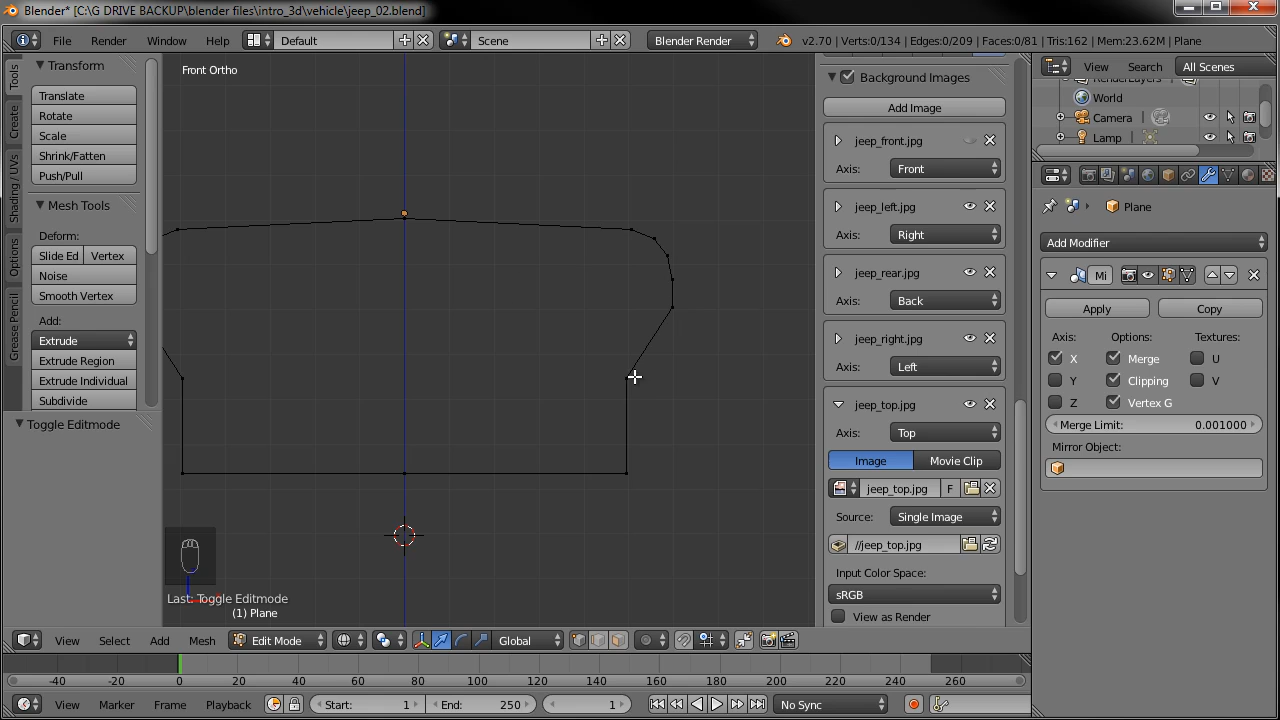 Blender* [C:\G DRIVE BACKUP\blender files\intro_3d\vehicle\jeep_02.blend]
File Render Window Help Default Scene Blender Render v2.70 | Verts:0/134 | Edges:0/209 | Faces:0/81 | Tris:162 | Mem:23.62M | Plane
Tools
Create
Shading / UVs
Options
Grease Pencil
Transform
Translate
Rotate
Scale
Shrink/Fatten
Push/Pull
Mesh Tools
Deform:
Slide Ed Vertex
Noise
Smooth Vertex
Add:
Extrude
Extrude Region
Extrude Individual
Subdivide
Toggle Editmode
Front Ortho
Last: Toggle Editmode
(1) Plane
Background Images
Add Image
jeep_front.jpg
Axis: Front
jeep_left.jpg
Axis: Right
jeep_rear.jpg
Axis: Back
jeep_right.jpg
Axis: Left
jeep_top.jpg
Axis: Top
Image Movie Clip
jeep_top.jpg F
Source: Single Image
//jeep_top.jpg
Input Color Space:
sRGB
View as Render
View Search All Scenes
RenderLayers
World
Camera
Lamp
Plane
Add Modifier
Mi
Apply Copy
Axis: Options: Textures:
X Merge U
Y Clipping V
Z Vertex G
Merge Limit: 0.001000
Mirror Object:
View Select Add Mesh Edit Mode Global
-40 -20 0 20 40 60 80 100 120 140 160 180 200 220 240 260
View Marker Frame Playback Start: 1 End: 250 1 No Sync